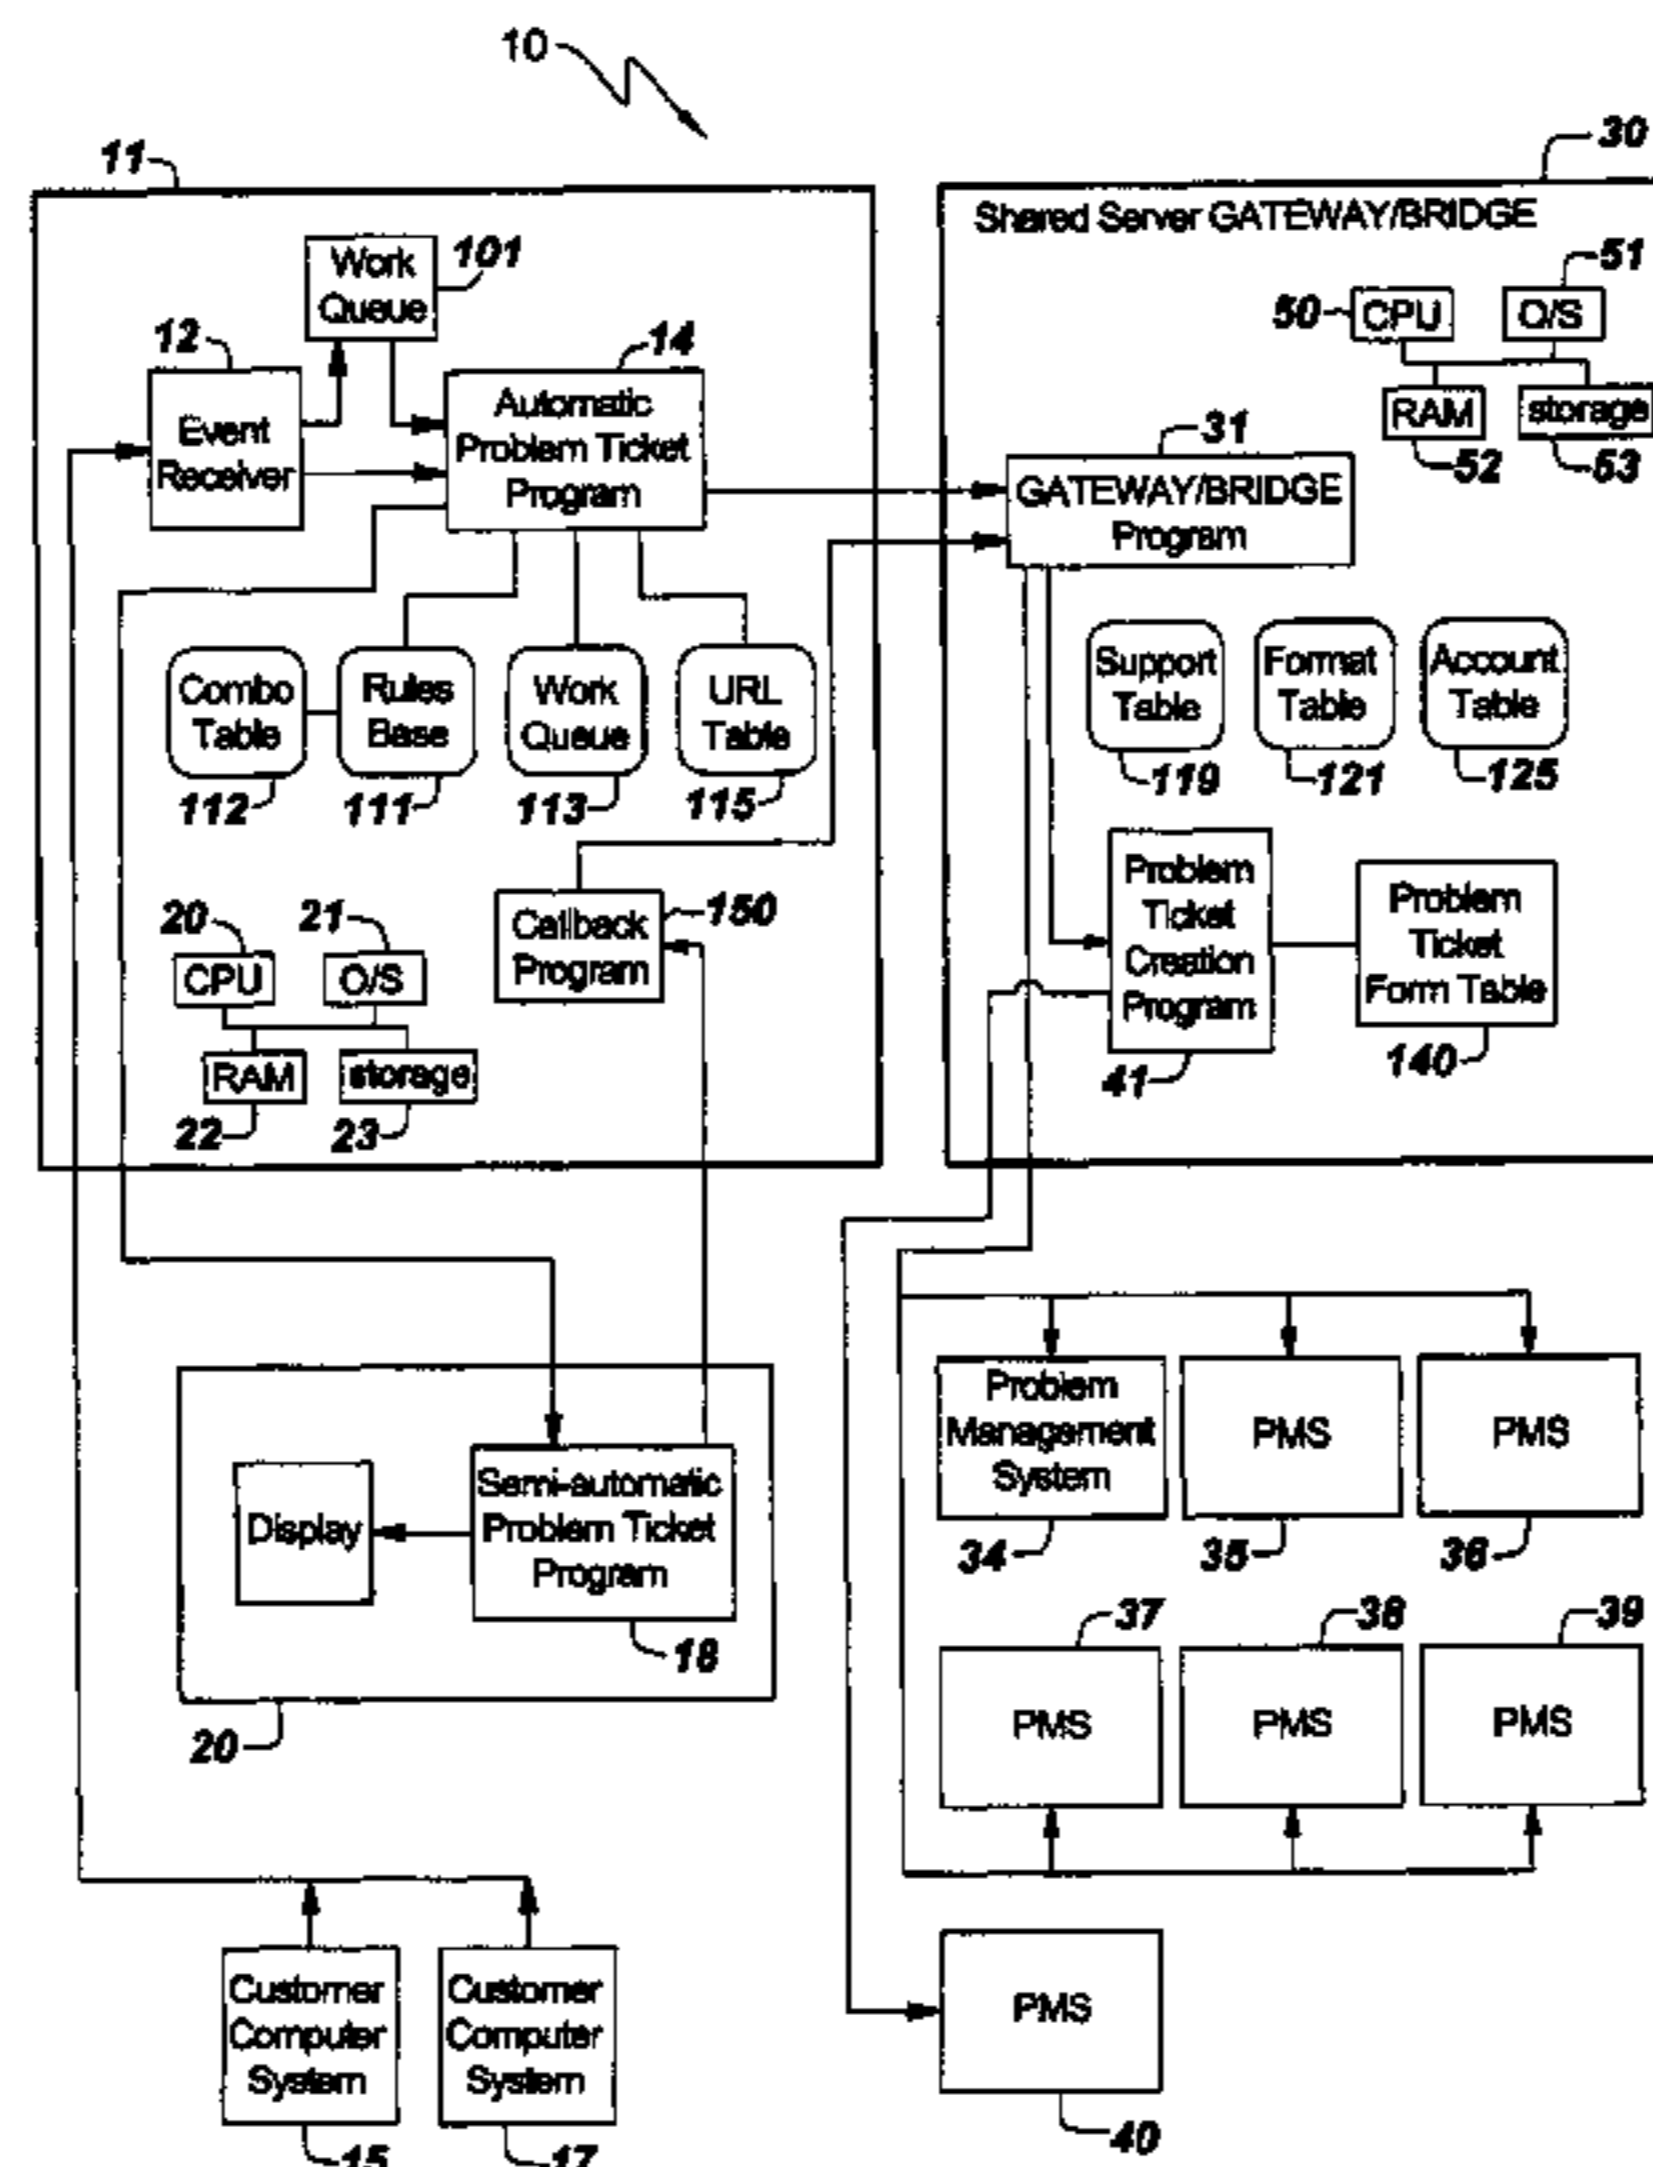 10
11
30
Shared Server GATEWAY/BRIDGE
Work
Queue
101
51
50
CPU
O/S
12
14
RAM
storage
52
53
Event
Receiver
Automatic
Problem Ticket
Program
31
GATEWAY/BRIDGE
Program
Combo
Table
Rules
Base
Work
Queue
URL
Table
112
111
113
115
Support
Table
Format
Table
Account
Table
119
121
125
20
21
CPU
O/S
RAM
storage
22
23
Callback
Program
150
Problem
Ticket
Creation
Program
41
Problem
Ticket
Form Table
140
Display
Semi-automatic
Problem Ticket
Program
18
20
Problem
Management
System
PMS
PMS
34
35
36
37
38
39
PMS
PMS
PMS
Customer
Computer
System
Customer
Computer
System
15
17
PMS
40